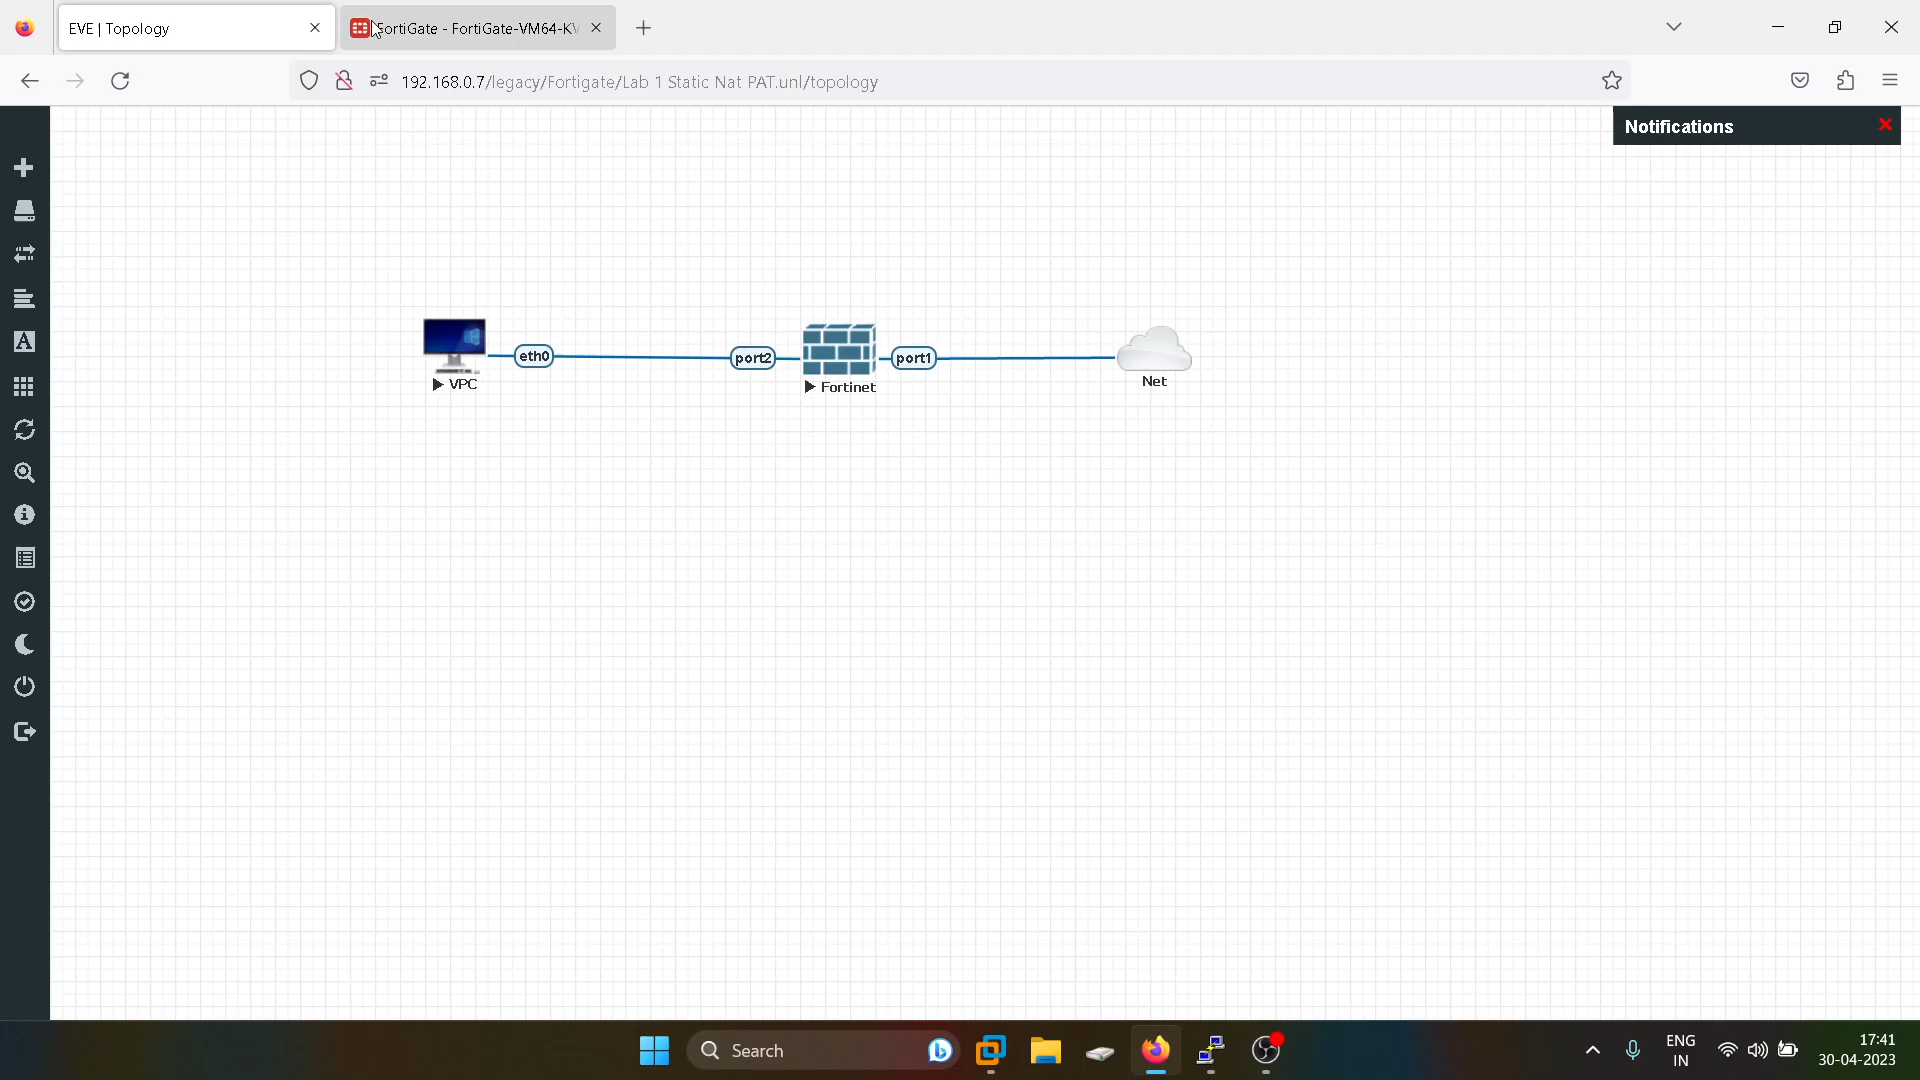 EVE | Topology
FortiGate - FortiGate-VM64-KV
192.168.0.7/legacy/Fortigate/Lab 1 Static Nat PAT.unl/topology
Notifications
eth0
port2
port1
VPC
Fortinet
Net
A
Search
ENG
IN
17:41
30-04-2023